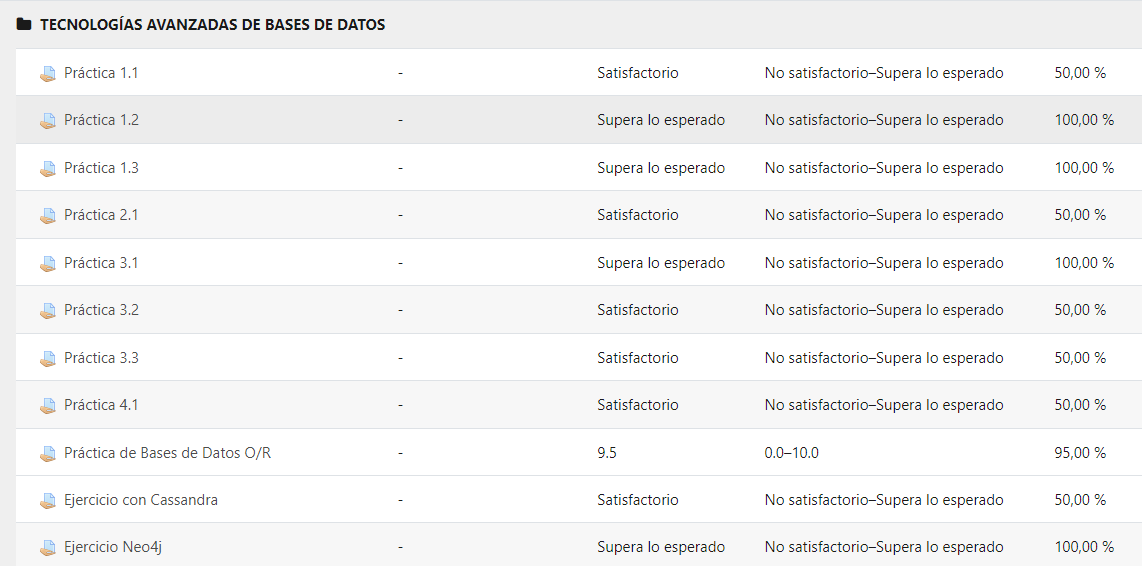 TECNOLOGÍAS AVANZADAS DE BASES DE DATOS
Práctica 1.1 - Satisfactorio No satisfactorio–Supera lo esperado 50,00 %
Práctica 1.2 - Supera lo esperado No satisfactorio–Supera lo esperado 100,00 %
Práctica 1.3 - Supera lo esperado No satisfactorio–Supera lo esperado 100,00 %
Práctica 2.1 - Satisfactorio No satisfactorio–Supera lo esperado 50,00 %
Práctica 3.1 - Supera lo esperado No satisfactorio–Supera lo esperado 100,00 %
Práctica 3.2 - Satisfactorio No satisfactorio–Supera lo esperado 50,00 %
Práctica 3.3 - Satisfactorio No satisfactorio–Supera lo esperado 50,00 %
Práctica 4.1 - Satisfactorio No satisfactorio–Supera lo esperado 50,00 %
Práctica de Bases de Datos O/R - 9.5 0.0–10.0 95,00 %
Ejercicio con Cassandra - Satisfactorio No satisfactorio–Supera lo esperado 50,00 %
Ejercicio Neo4j - Supera lo esperado No satisfactorio–Supera lo esperado 100,00 %